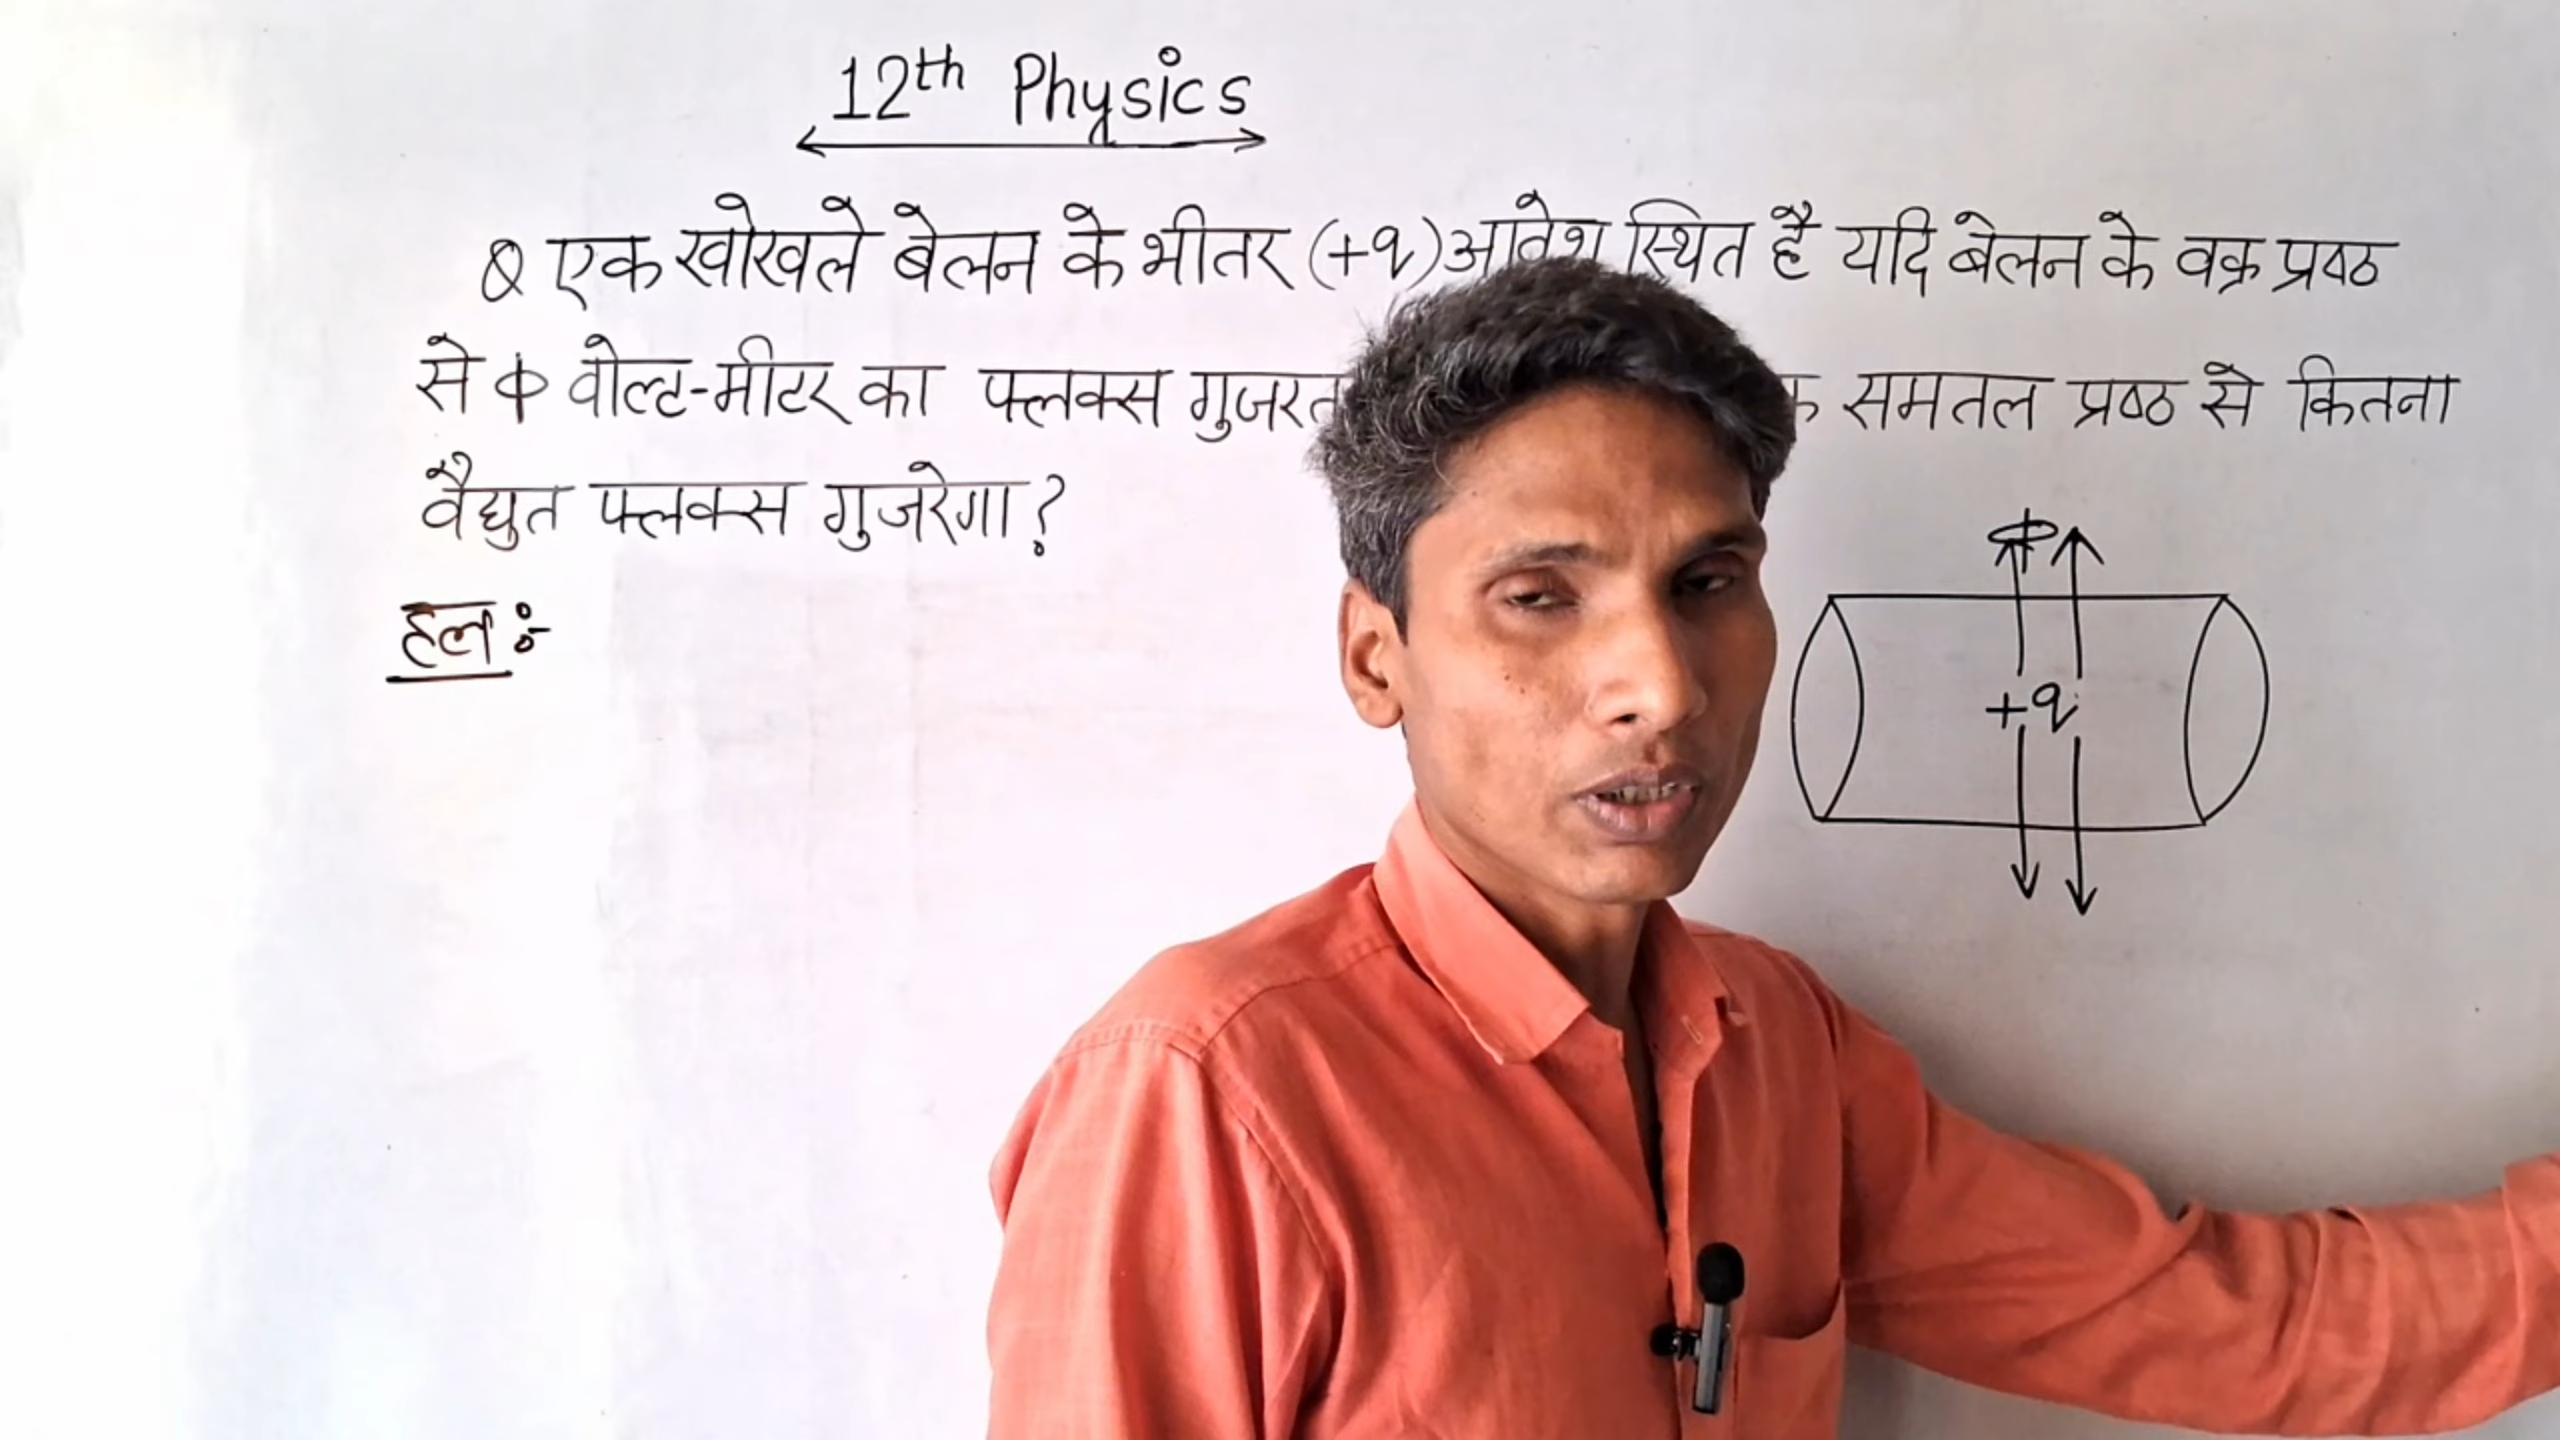 12th Physics
Q एक खोखले बेलन के भीतर (+q) आवेश स्थित है यदि बेलन के वक्र प्रष्ठ
से ϕ वोल्ट-मीटर का फ्लक्स समतल प्रष्ठ से कितना
वैद्युत फ्लक्स गुजरेगा?
ϕ
हल :-
+q